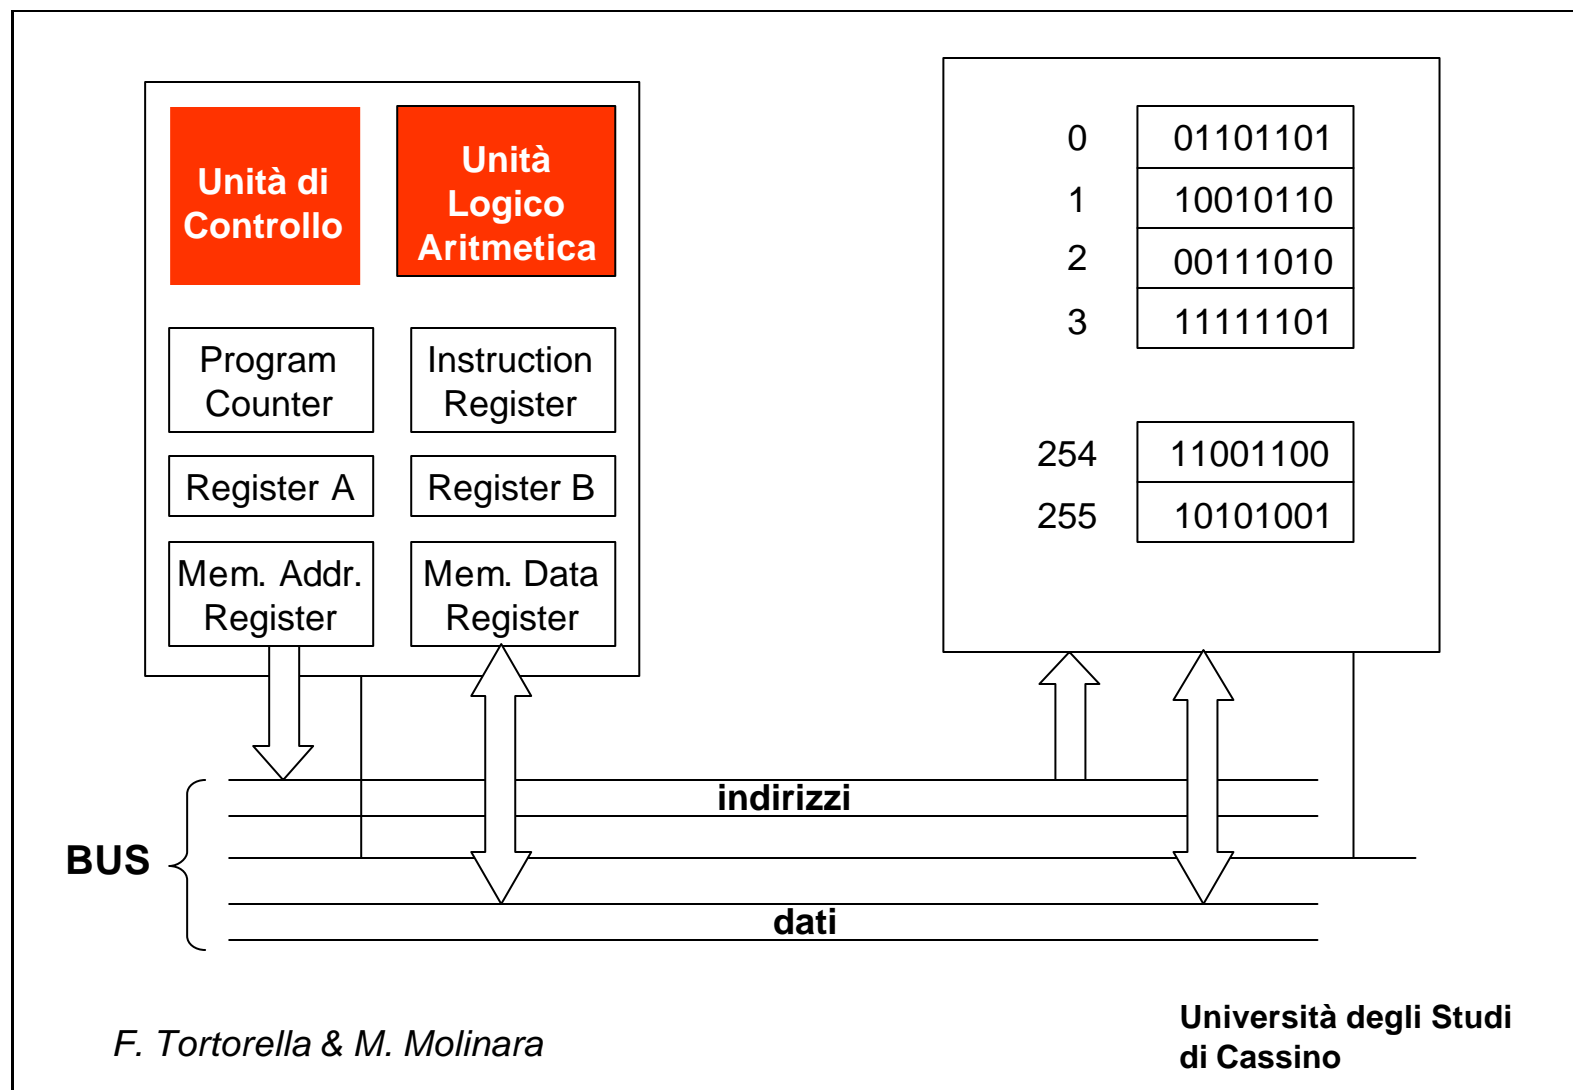 Unità di
Controllo
Unità
Logico
Aritmetica
Program
Counter
Instruction
Register
Register A
Register B
Mem. Addr.
Register
Mem. Data
Register
0 01101101
1 10010110
2 00111010
3 11111101
254 11001100
255 10101001
BUS
indirizzi
dati
F. Tortorella & M. Molinara
Università degli Studi
di Cassino